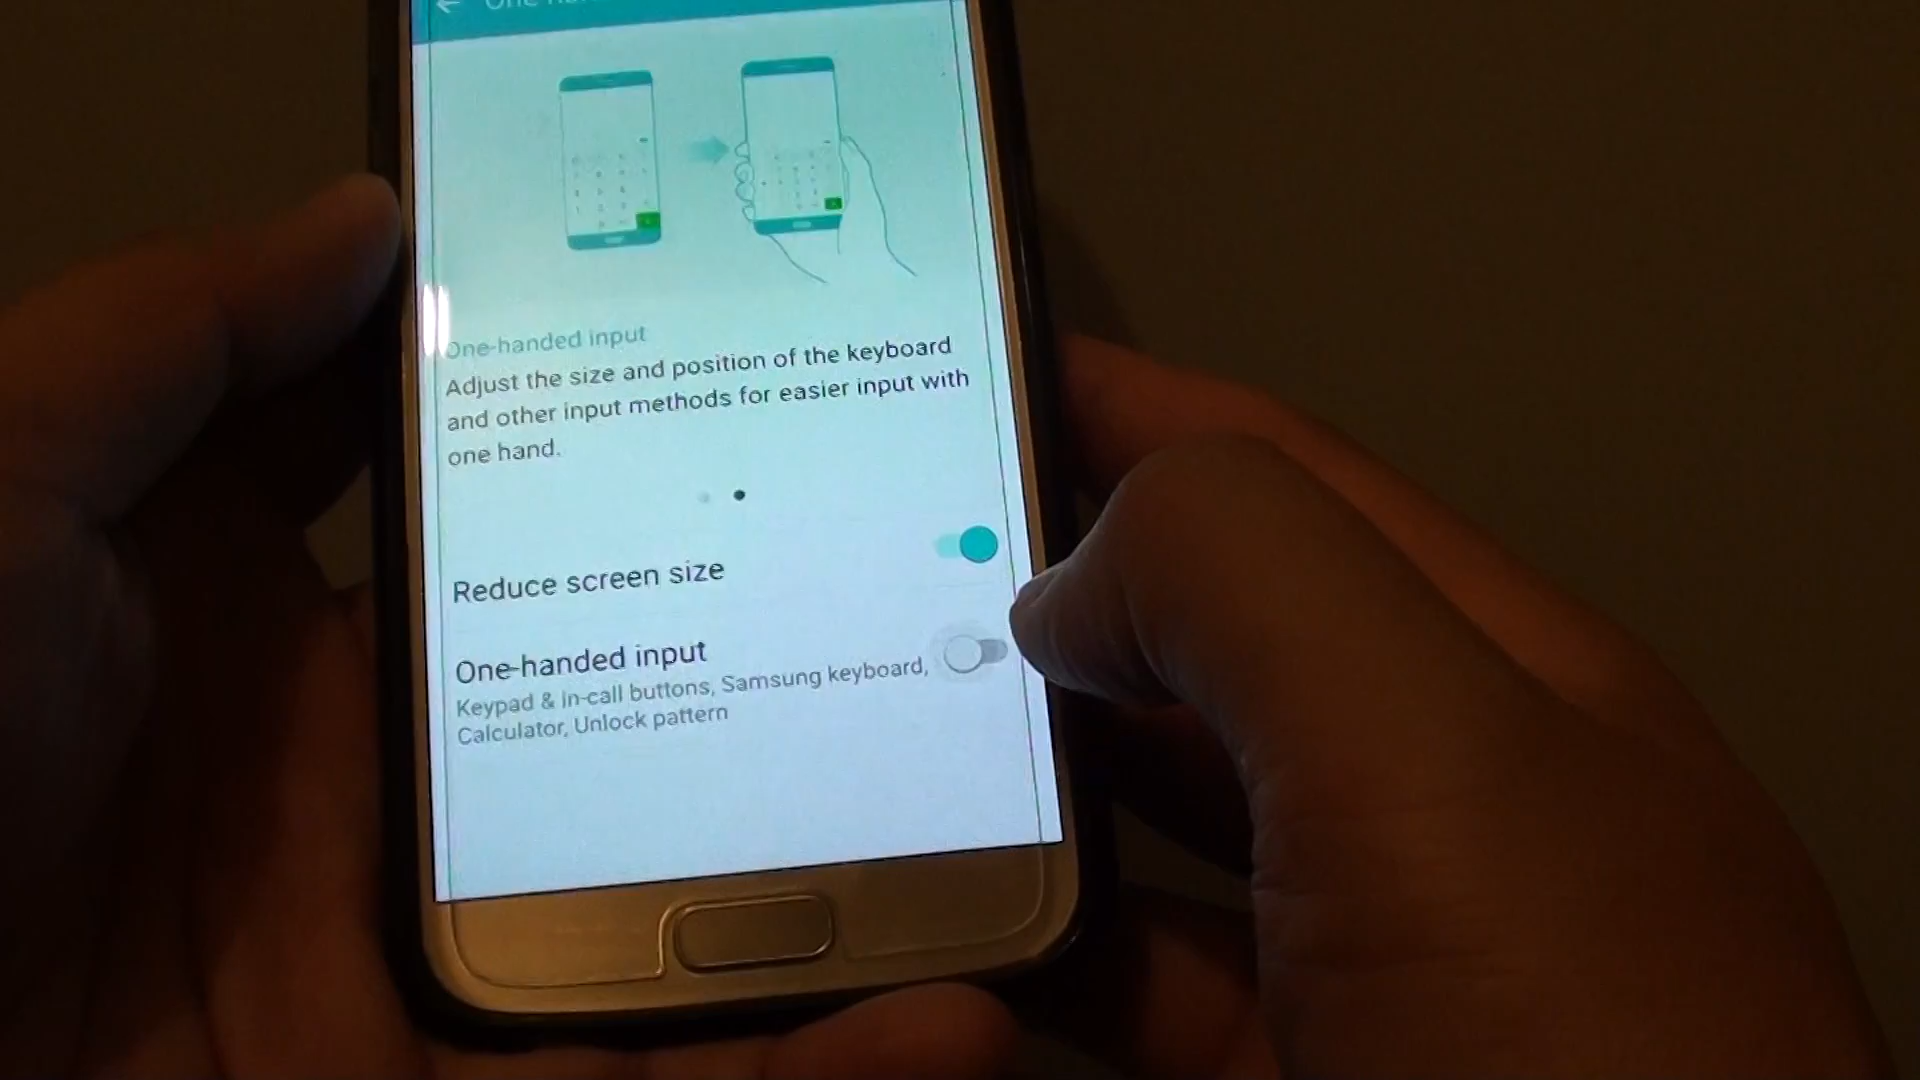 One-handed input
Adjust the size and position of the keyboard
and other input methods for easier input with
one hand.
Reduce screen size
One-handed input
Keypad & in-call buttons, Samsung keyboard,
Calculator, Unlock pattern